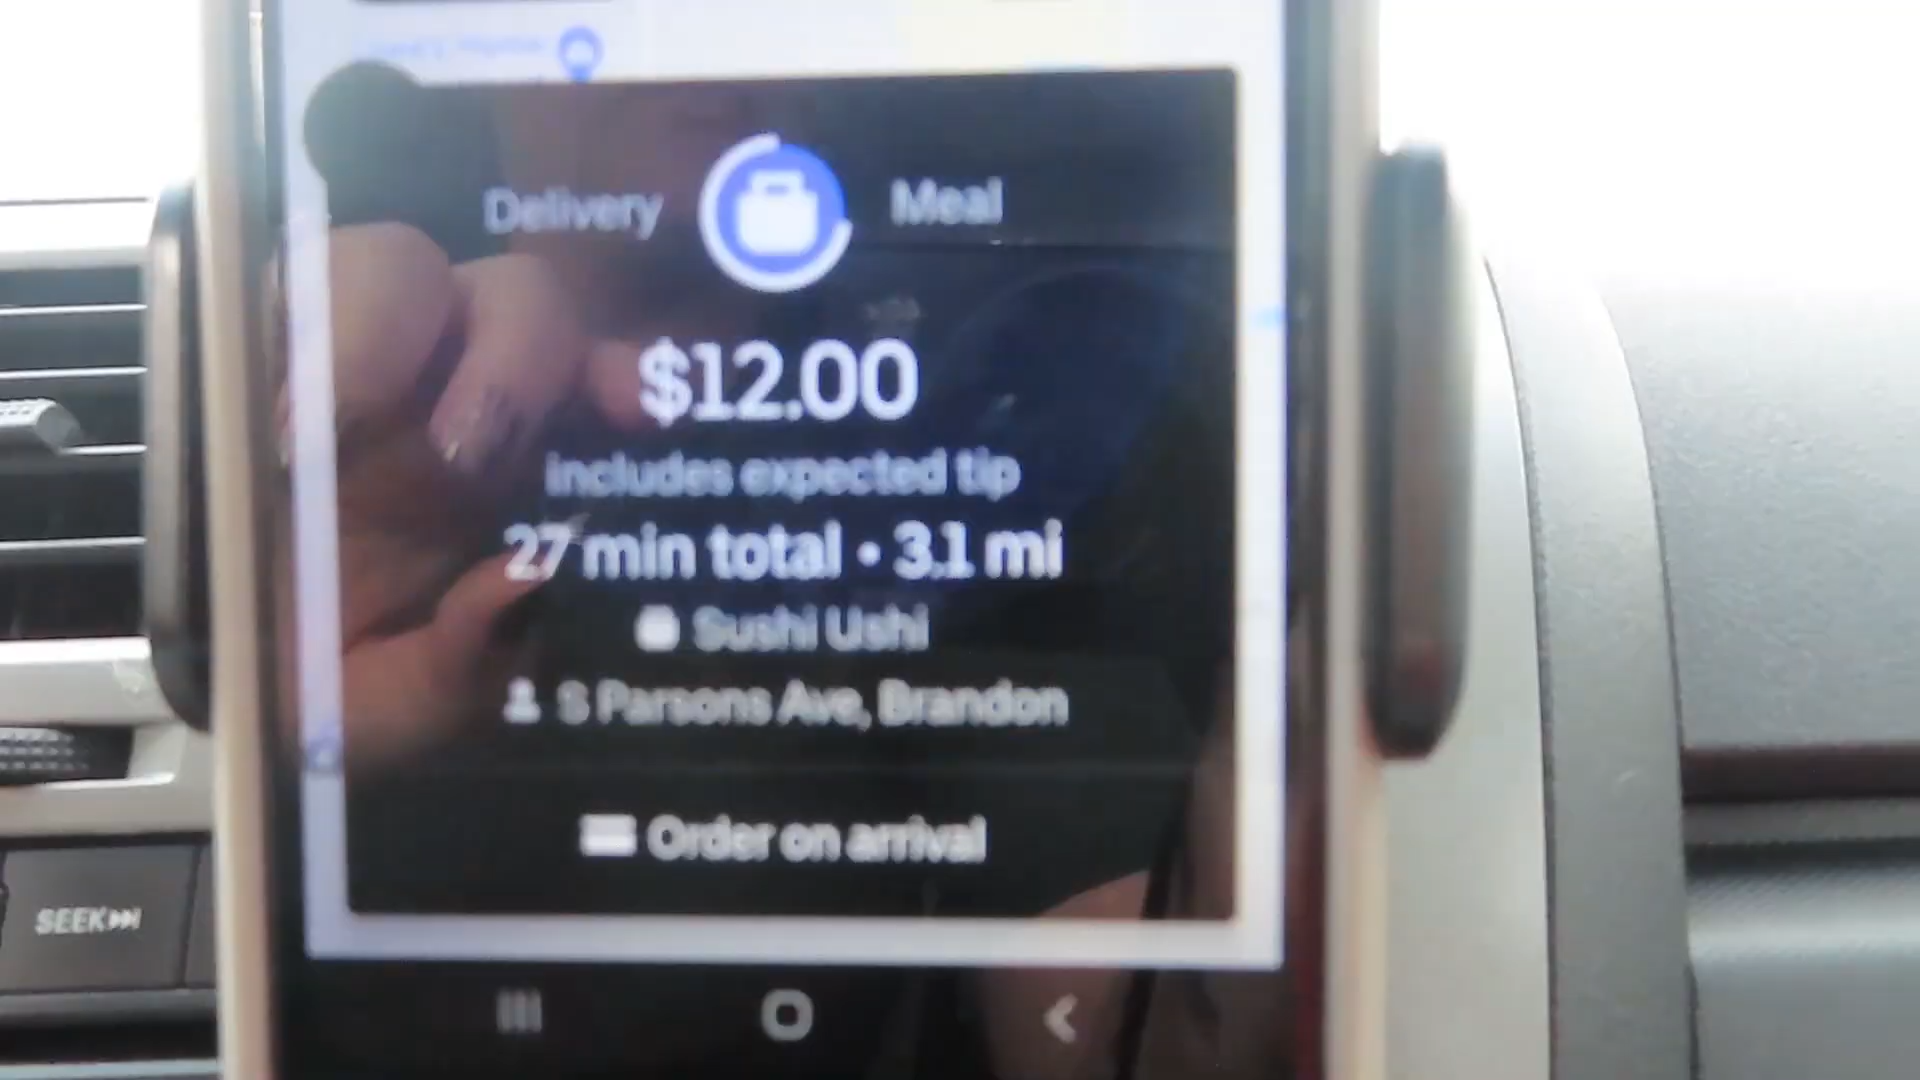 Delivery Meal
$12.00
includes expected tip
27 min total • 3.1 mi
Sushi Ushi
S Parsons Ave, Brandon
Order on arrival
SEEK